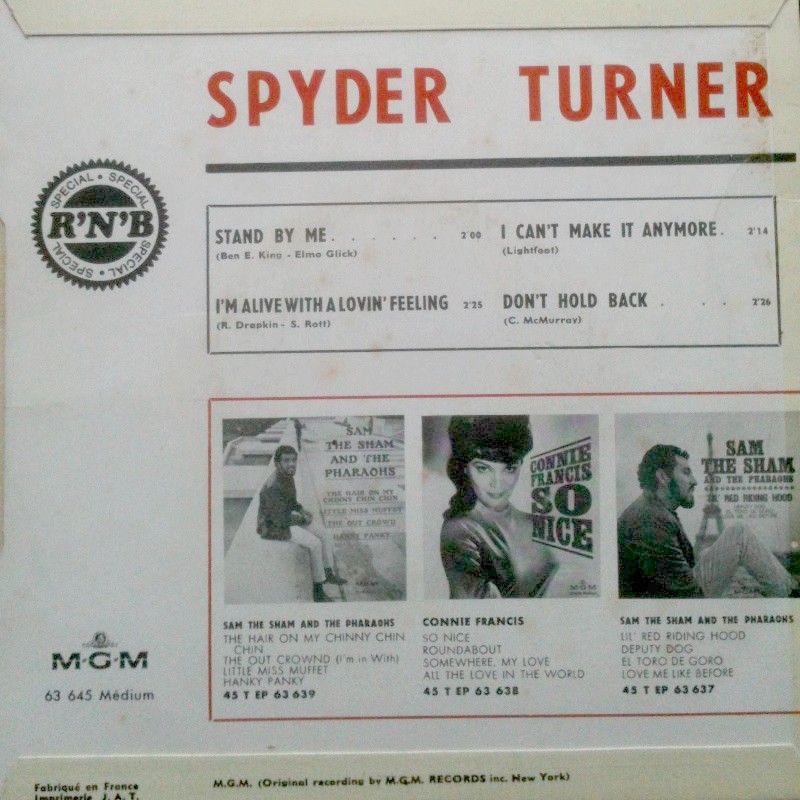 SPYDER TURNER
SPECIAL • SPECIAL
R'N'B
SPECIAL • SPECIAL
STAND BY ME. . . . . . . 2'00
(Ben E. King - Elmo Glick)
I CAN'T MAKE IT ANYMORE. 2'14
(Lightfoot)
I'M ALIVE WITH A LOVIN' FEELING 2'25
(R. Drapkin - S. Rott)
DON'T HOLD BACK . . . 2'26
(C. McMurray)
SAM
THE SHAM
AND THE
PHARAOHS
THE HAIR ON MY
CHINNY CHIN CHIN
LITTLE MISS MUFFET
THE OUT CROWD
HANKY PANKY
CONNIE
FRANCIS
SO
NICE
M-G-M
SAM
THE SHAM
AND THE PHARAOHS
LIL' RED RIDING HOOD
SAM THE SHAM AND THE PHARAOHS
THE HAIR ON MY CHINNY CHIN
CHIN
THE OUT CROWND (I'm in With)
LITTLE MISS MUFFET
HANKY PANKY
45 T EP 63 639
CONNIE FRANCIS
SO NICE
ROUNDABOUT
SOMEWHERE, MY LOVE
ALL THE LOVE IN THE WORLD
45 T EP 63 638
SAM THE SHAM AND THE PHARAOHS
LIL' RED RIDING HOOD
DEPUTY DOG
EL TORO DE GORO
LOVE ME LIKE BEFORE
45 T EP 63 637
M-G-M
63 645 Médium
Fabriqué en France
Imprimerie J. A. T.
M.G.M. (Original recording by M.G.M. RECORDS inc. New York)